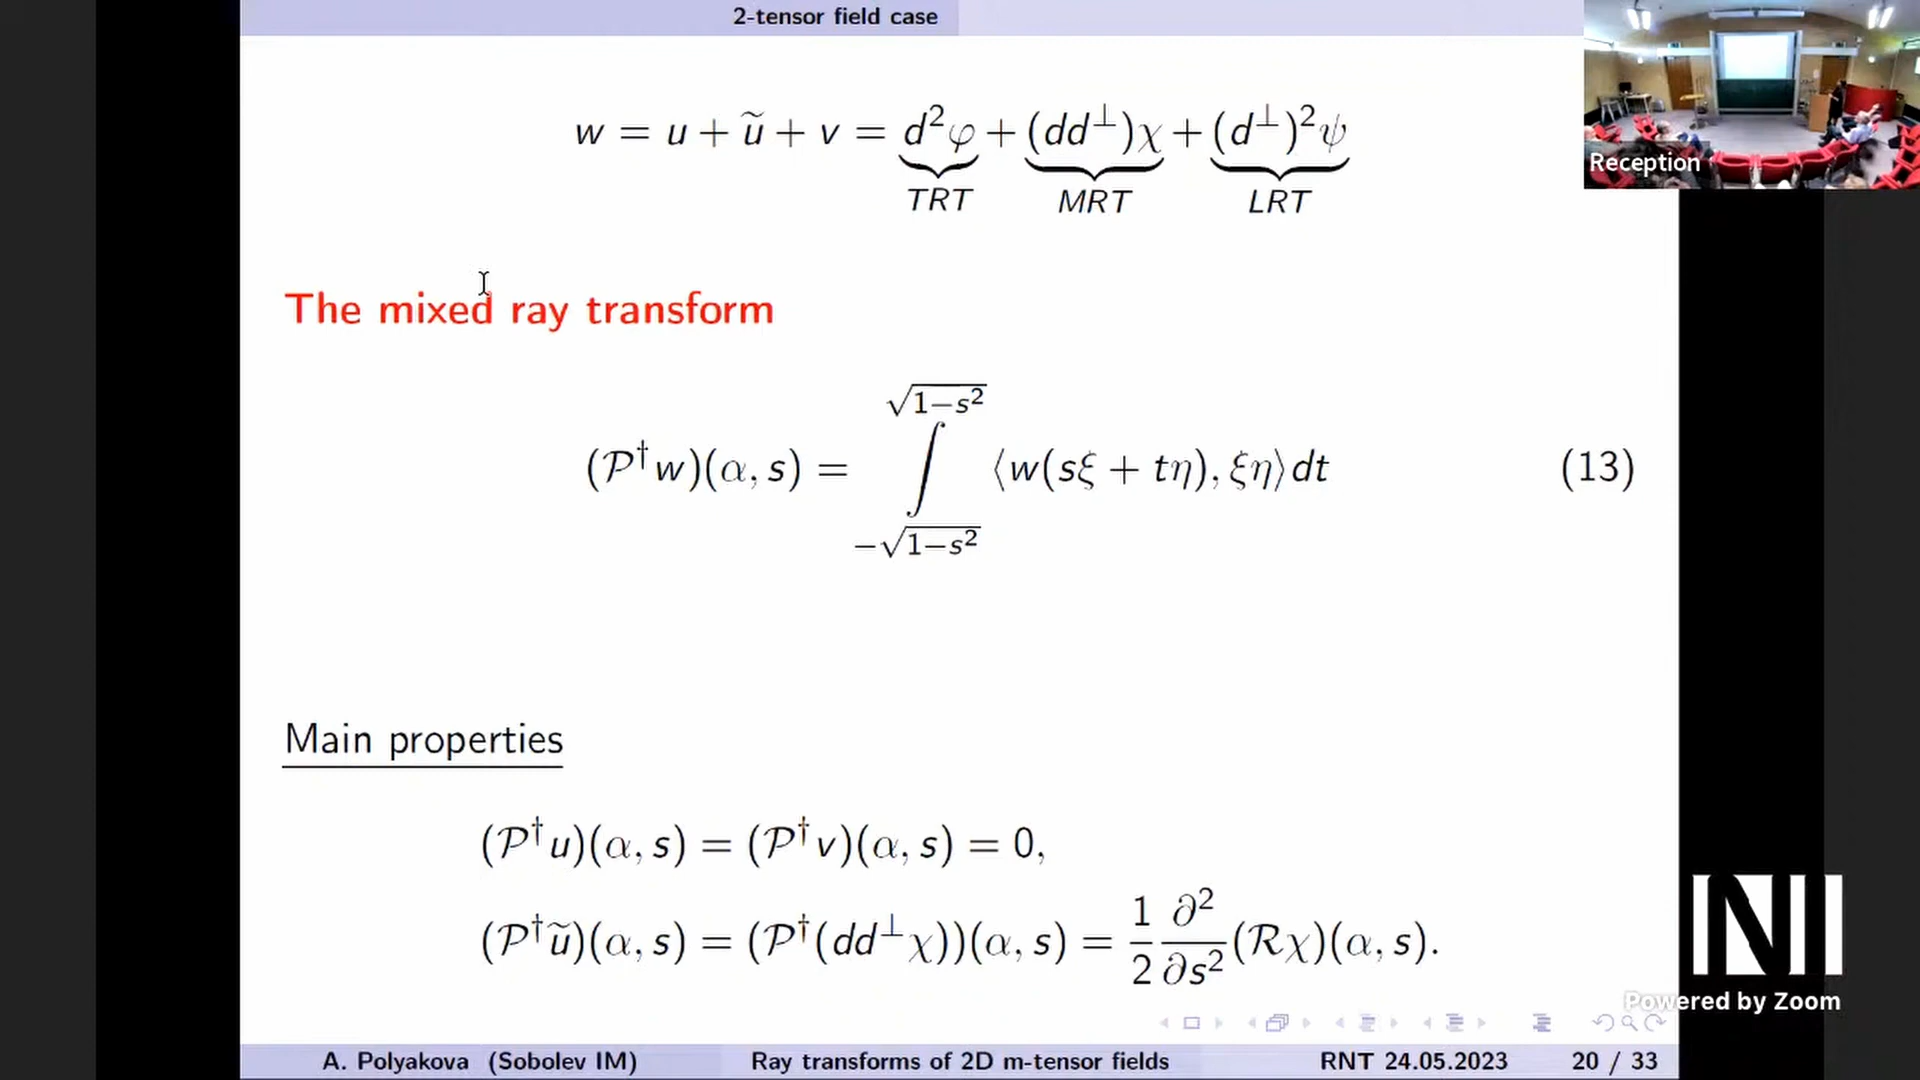 2-tensor field case
w = u + ũ + v = d²φ + (dd⊥)χ + (d⊥)²ψ
TRT MRT LRT
Reception
The mixed ray transform
(𝒫†w)(α, s) = ∫_{−√1−s²}^{√1−s²} ⟨w(sξ + tη), ξη⟩dt (13)
Main properties
(𝒫†u)(α, s) = (𝒫†v)(α, s) = 0,
(𝒫†ũ)(α, s) = (𝒫†(dd⊥χ))(α, s) = 1/2 ∂²/∂s² (ℛχ)(α, s).
NI
Powered by Zoom
A. Polyakova (Sobolev IM) Ray transforms of 2D m-tensor fields RNT 24.05.2023 20 / 33